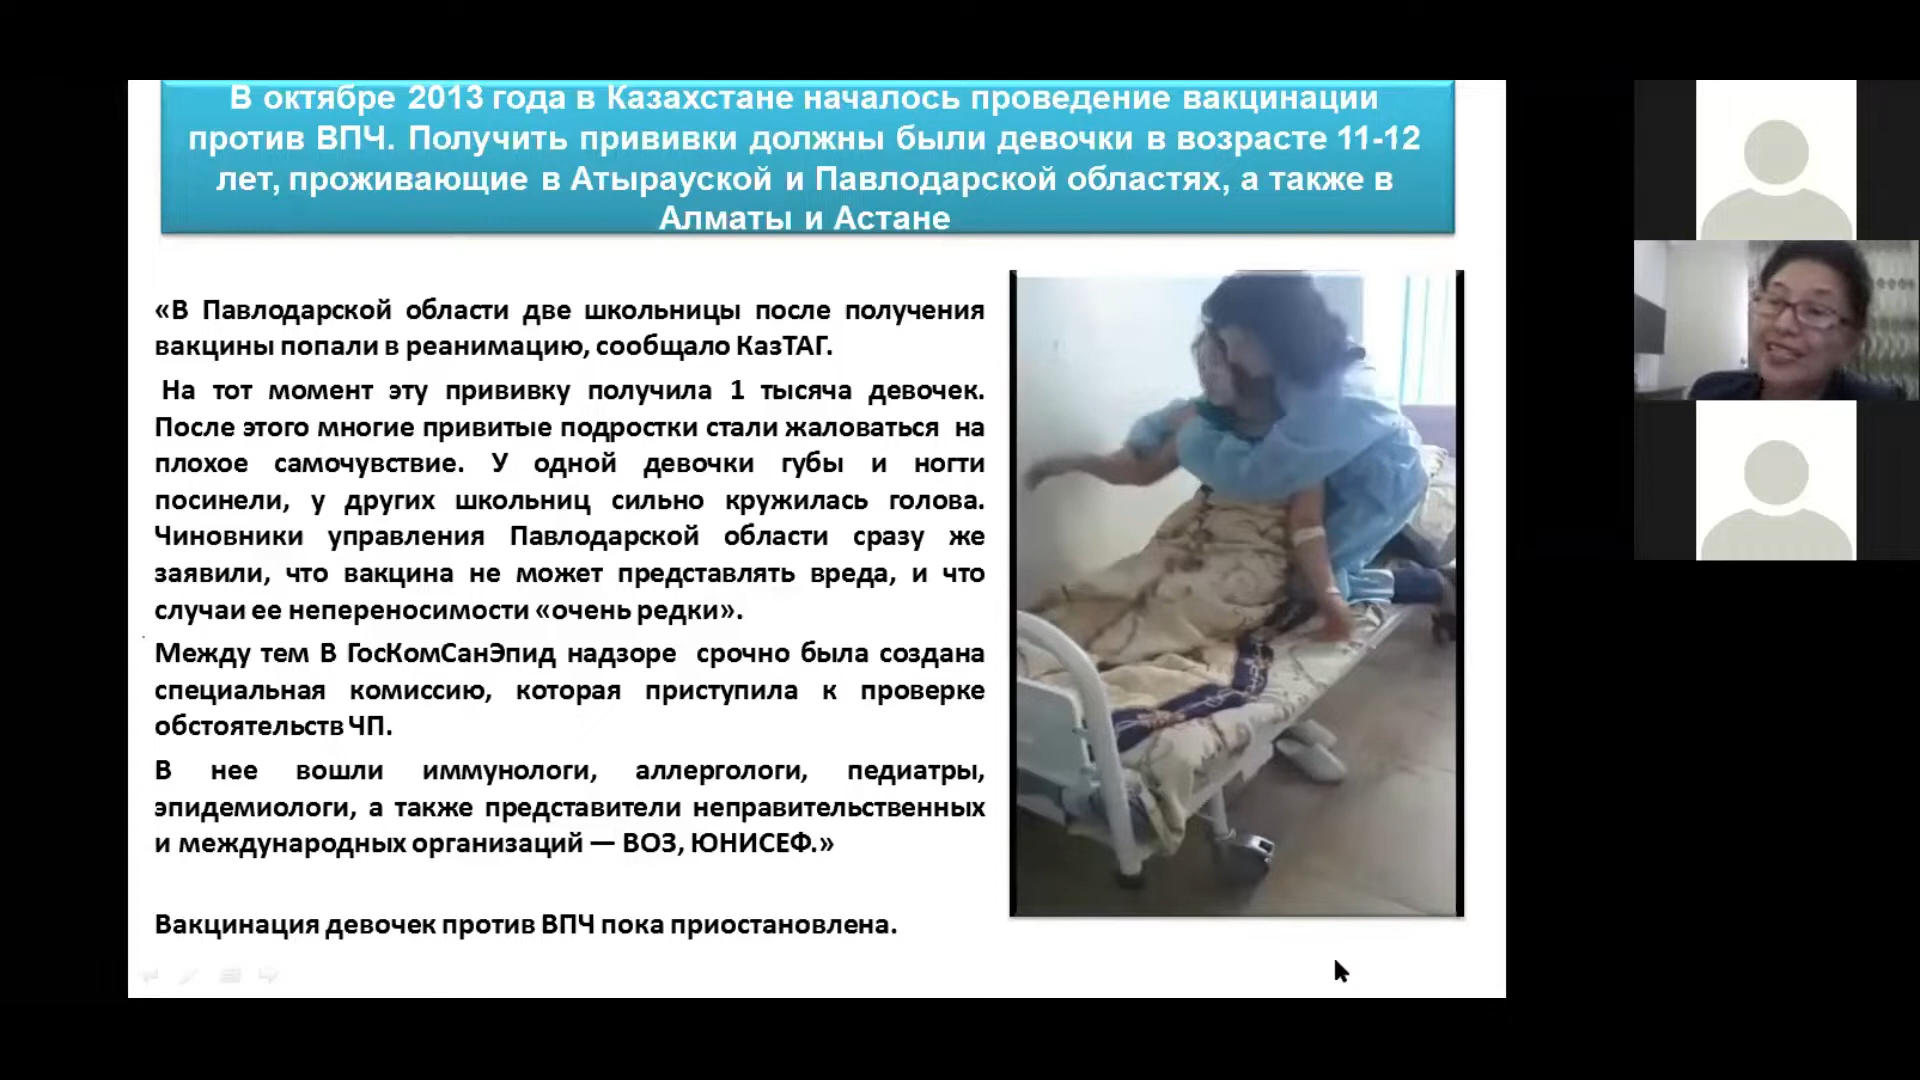 В октябре 2013 года в Казахстане началось проведение вакцинации
против ВПЧ. Получить прививки должны были девочки в возрасте 11-12
лет, проживающие в Атырауской и Павлодарской областях, а также в
Алматы и Астане
«В Павлодарской области две школьницы после получения
вакцины попали в реанимацию, сообщало КазТАГ.
На тот момент эту прививку получила 1 тысяча девочек.
После этого многие привитые подростки стали жаловаться на
плохое самочувствие. У одной девочки губы и ногти
посинели, у других школьниц сильно кружилась голова.
Чиновники управления Павлодарской области сразу же
заявили, что вакцина не может представлять вреда, и что
случаи ее непереносимости «очень редки».
Между тем В ГосКомСанЭпид надзоре срочно была создана
специальная комиссию, которая приступила к проверке
обстоятельств ЧП.
В нее вошли иммунологи, аллергологи, педиатры,
эпидемиологи, а также представители неправительственных
и международных организаций — ВОЗ, ЮНИСЕФ.»
Вакцинация девочек против ВПЧ пока приостановлена.